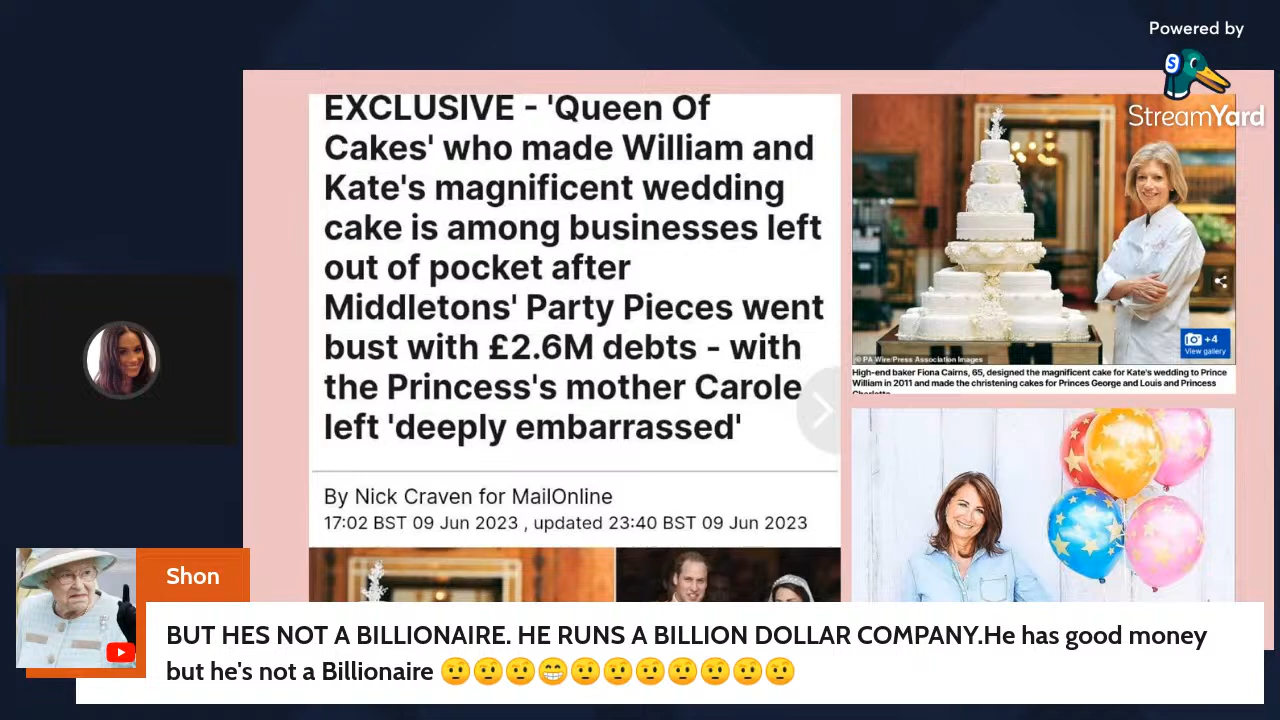 Powered by
StreamYard
EXCLUSIVE - 'Queen Of
Cakes' who made William and
Kate's magnificent wedding
cake is among businesses left
out of pocket after
Middletons' Party Pieces went
bust with £2.6M debts - with
the Princess's mother Carole
left 'deeply embarrassed'
By Nick Craven for MailOnline
17:02 BST 09 Jun 2023 , updated 23:40 BST 09 Jun 2023
© PA Wire/Press Association Images
+4
View gallery
High-end baker Fiona Cairns, 65, designed the magnificent cake for Kate's wedding to Prince
William in 2011 and made the christening cakes for Princes George and Louis and Princess
Charlotte
Shon
BUT HES NOT A BILLIONAIRE. HE RUNS A BILLION DOLLAR COMPANY.He has good money
but he's not a Billionaire 🤨🤨🤨😁🤨🤨🤨🤨🤨🤨🤨